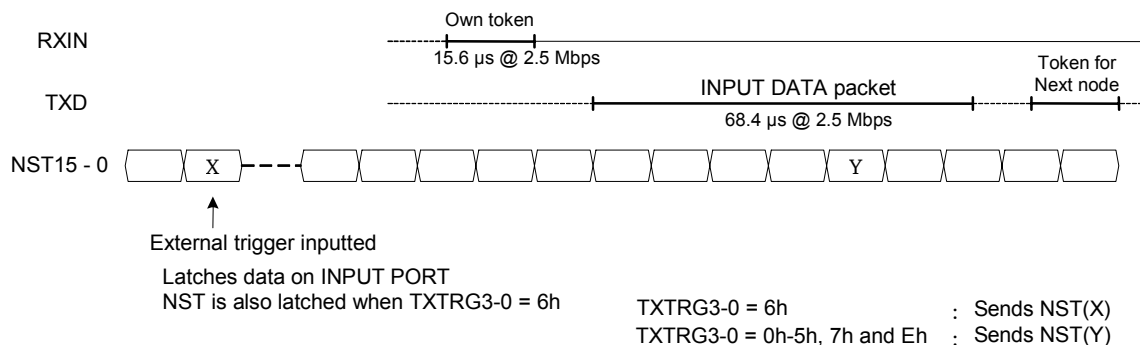 Own token
RXIN
15.6 µs @ 2.5 Mbps
Token for
Next node
INPUT DATA packet
TXD
68.4 µs @ 2.5 Mbps
NST15 - 0
X
Y
External trigger inputted
Latches data on INPUT PORT
NST is also latched when TXTRG3-0 = 6h
TXTRG3-0 = 6h : Sends NST(X)
TXTRG3-0 = 0h-5h, 7h and Eh : Sends NST(Y)